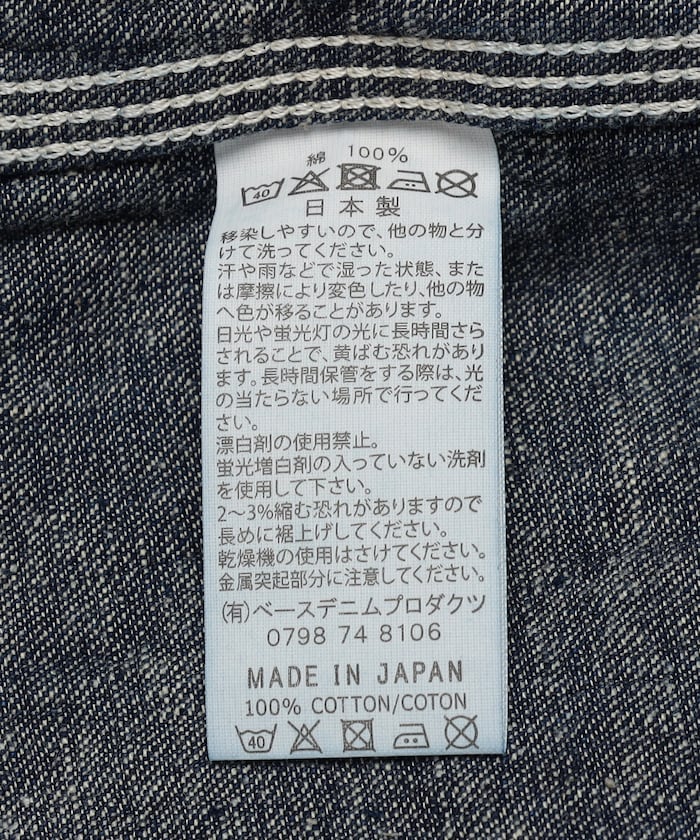 綿 100%
40
日本製
移染しやすいので、他の物と分
けて洗ってください。
汗や雨などで湿った状態、また
は摩擦により変色したり、他の物
へ色が移ることがあります。
日光や蛍光灯の光に長時間さら
されることで、黄ばむ恐れがあり
ます。長時間保管をする際は、光
の当たらない場所で行ってくだ
さい。
漂白剤の使用禁止。
蛍光増白剤の入っていない洗剤
を使用して下さい。
2~3%縮む恐れがありますので
長めに裾上げしてください。
乾燥機の使用はさけてください。
金属突起部分に注意してください。
(有)ベースデニムプロダクツ
0798 74 8106
MADE IN JAPAN
100% COTTON/COTON
40